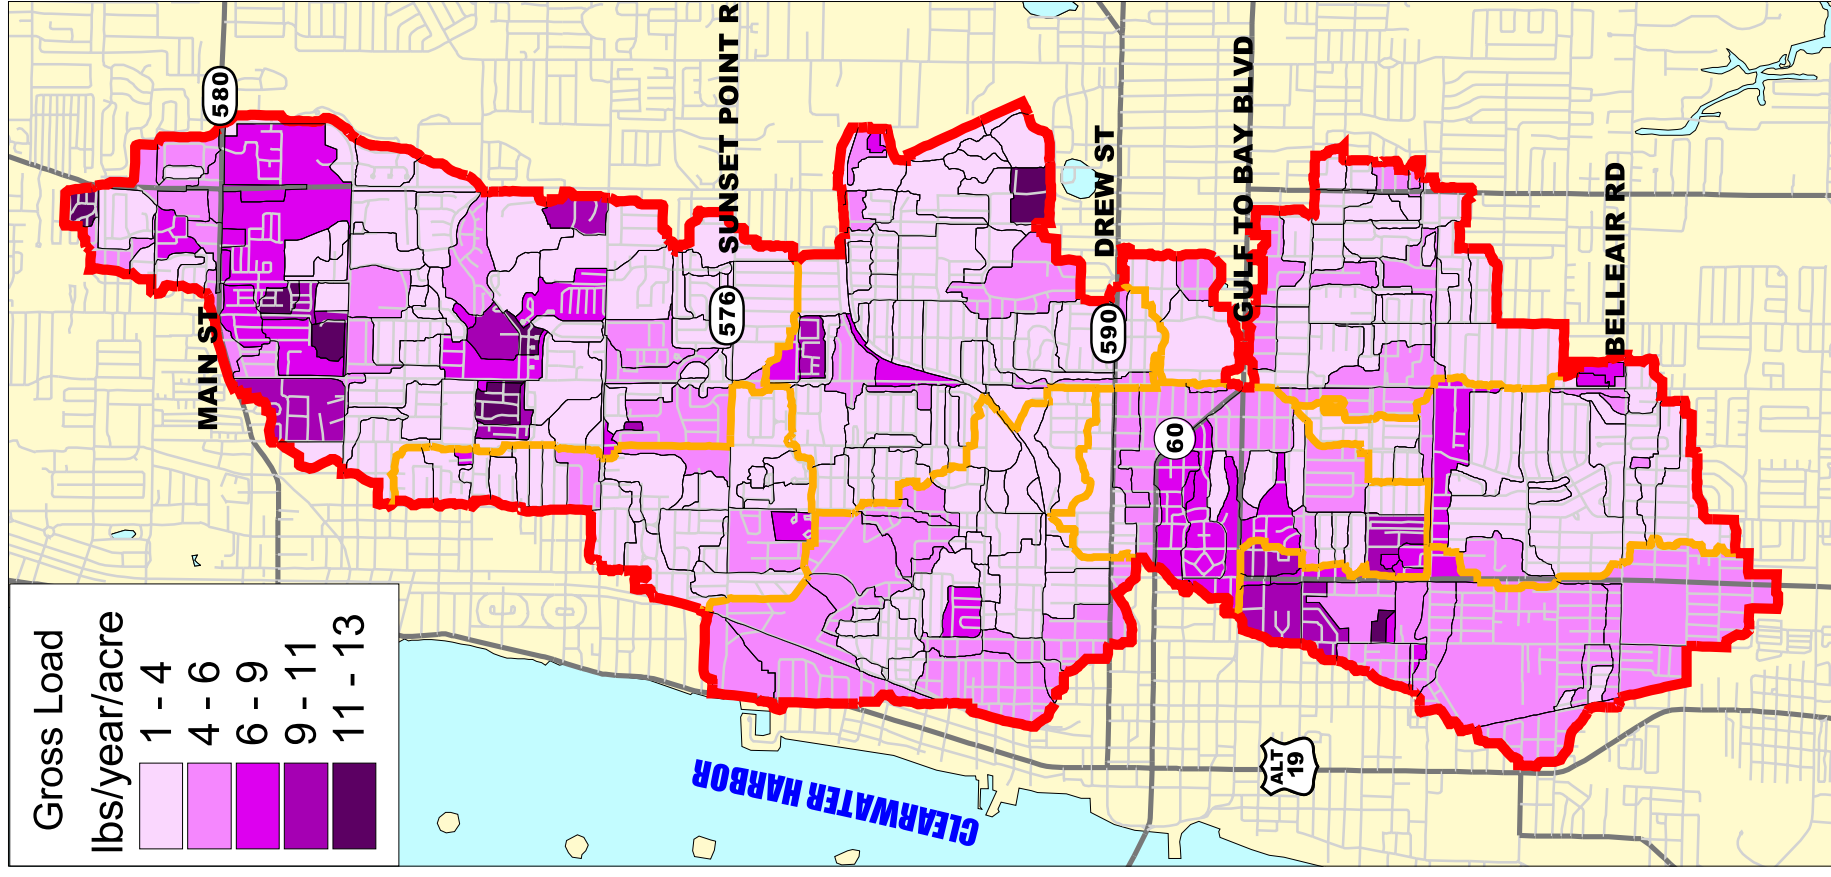 Gross Load
lbs/year/acre
1 - 4
4 - 6
6 - 9
9 - 11
11 - 13
MAIN ST
580
SUNSET POINT R
576
DREW ST
590
GULF TO BAY BLVD
60
BELLEAIR RD
ALT
19
CLEARWATER HARBOR